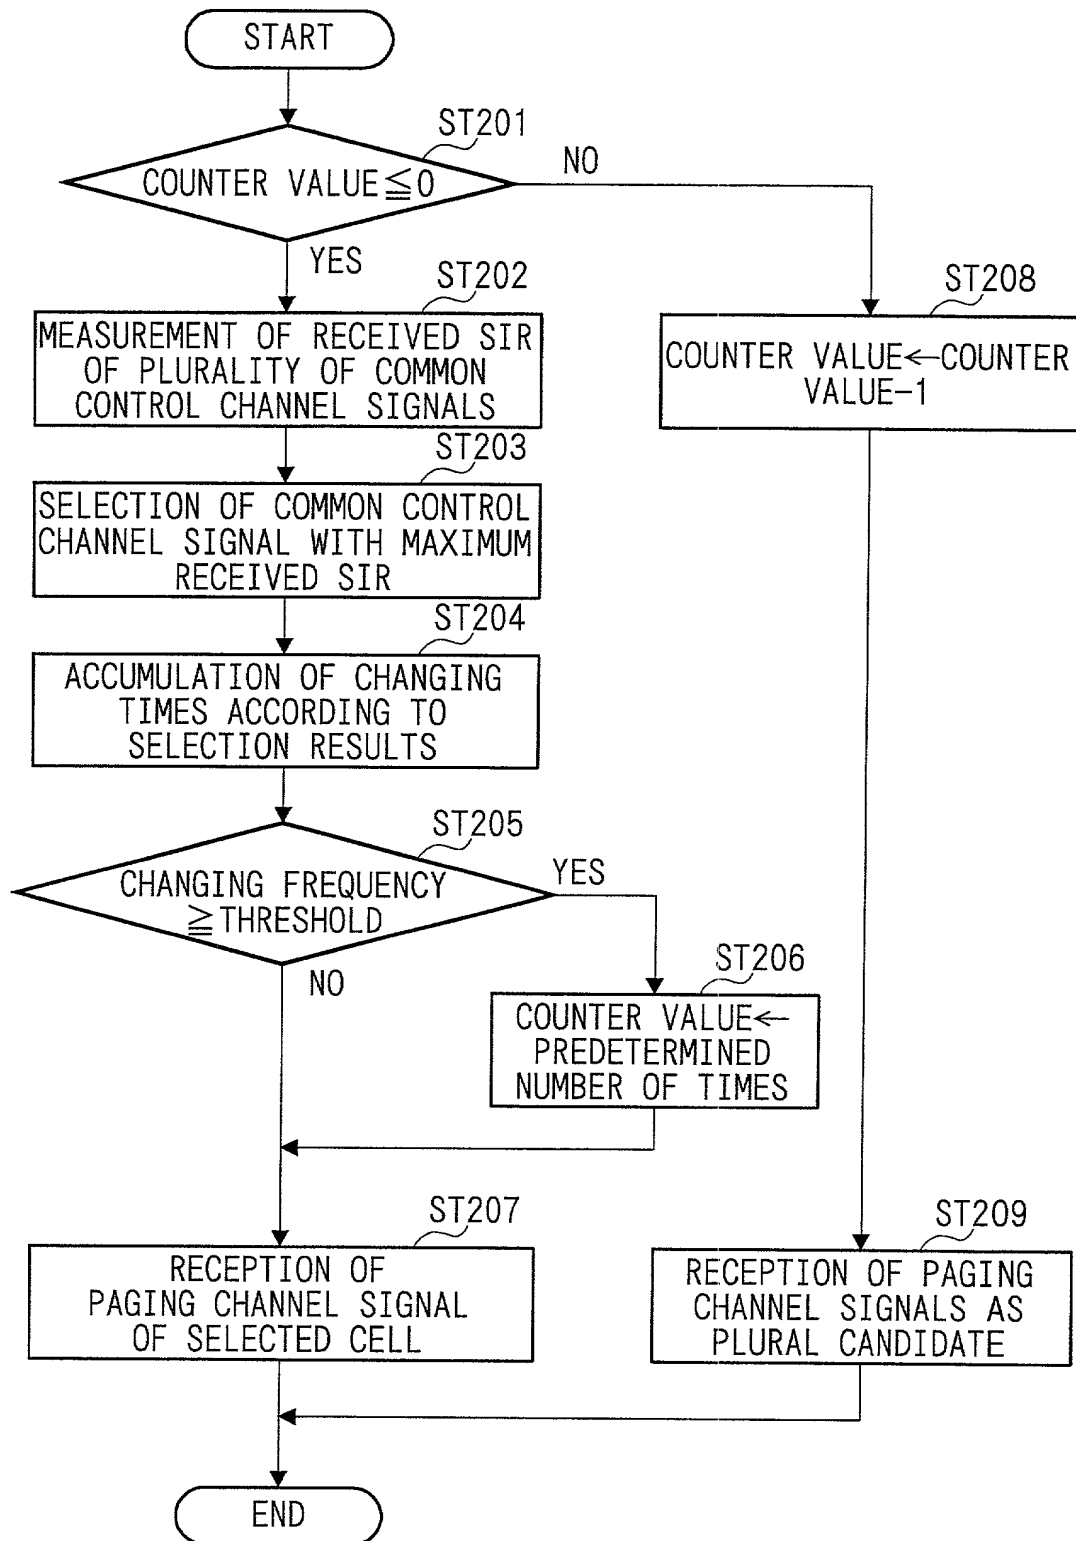 START
ST201
COUNTER VALUE≦0
NO
YES
ST202
MEASUREMENT OF RECEIVED SIR
OF PLURALITY OF COMMON
CONTROL CHANNEL SIGNALS
ST208
COUNTER VALUE←COUNTER
VALUE-1
ST203
SELECTION OF COMMON CONTROL
CHANNEL SIGNAL WITH MAXIMUM
RECEIVED SIR
ST204
ACCUMULATION OF CHANGING
TIMES ACCORDING TO
SELECTION RESULTS
ST205
CHANGING FREQUENCY
≧THRESHOLD
YES
NO
ST206
COUNTER VALUE←
PREDETERMINED
NUMBER OF TIMES
ST207
RECEPTION OF
PAGING CHANNEL SIGNAL
OF SELECTED CELL
ST209
RECEPTION OF PAGING
CHANNEL SIGNALS AS
PLURAL CANDIDATE
END